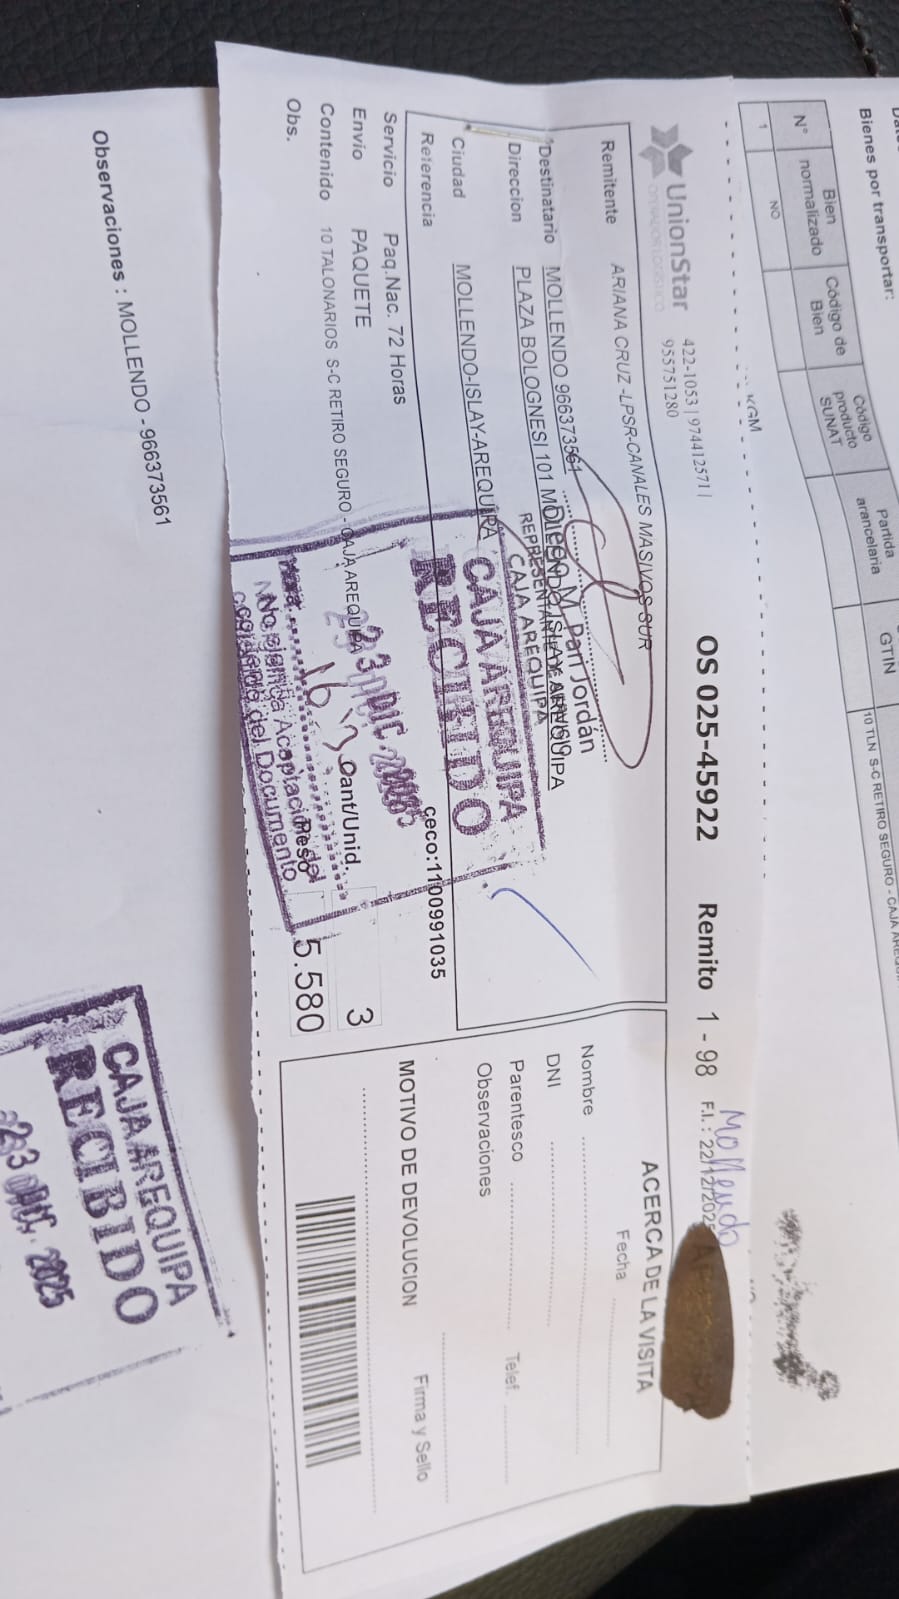 Bienes por transportar:
N° Bien normalizado Código de Bien Código producto SUNAT Partida arancelaria GTIN
1 NO 10 TLN S-C RETIRO SEGURO - CAJA
KGM
UnionStar
OPERADOR LOGISTICO
422-1053 | 974412571 |
955751280
OS 025-45922 Remito 1 - 98 F.I.: 22/12/202
Mollendo
Remitente ARIANA CRUZ -LPSR-CANALES MASIVOS SUR
Destinatario MOLLENDO 966373561
Direccion PLAZA BOLOGNESI 101 MOLLENDO
Ciudad MOLLENDO-ISLAY-AREQUIPA
Referencia
ceco:1100991035
M. Pari Jordán
CAJA AREQUIPA
CAJA AREQUIPA
RECIBIDO
23 DIC. 2025
Hora:
No significa Aceptación del
del Documento
Servicio Paq.Nac. 72 Horas
Envio PAQUETE
Cant/Unid. 3
Contenido 10 TALONARIOS S-C RETIRO SEGURO - CAJA AREQUIPA
Peso 5.580
Obs.
ACERCA DE LA VISITA
Fecha
Nombre
DNI
Parentesco Telef.
Observaciones
MOTIVO DE DEVOLUCION
Firma y Sello
Observaciones : MOLLENDO - 966373561
CAJA AREQUIPA
RECIBIDO
23 DIC. 2025